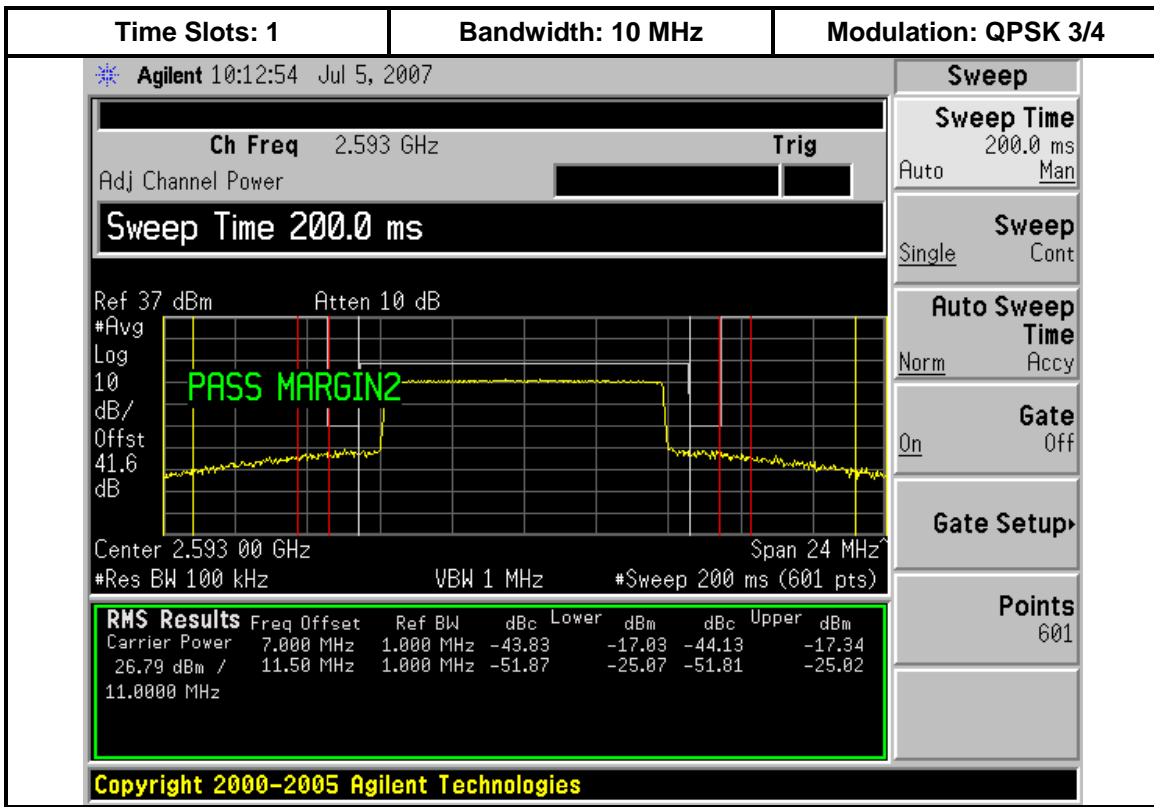 Time Slots: 1 Bandwidth: 10 MHz Modulation: QPSK 3/4
Agilent 10:12:54 Jul 5, 2007
Sweep
Ch Freq 2.593 GHz Trig
Adj Channel Power
Sweep Time 200.0 ms
Ref 37 dBm Atten 10 dB
#Avg
Log
10
dB/
Offst
41.6
dB
PASS MARGIN2
Center 2.593 00 GHz Span 24 MHz^
#Res BW 100 kHz VBW 1 MHz #Sweep 200 ms (601 pts)
RMS Results Freq Offset Ref BW dBc Lower dBm dBc Upper dBm
Carrier Power 7.000 MHz 1.000 MHz -43.83 -17.03 -44.13 -17.34
26.79 dBm / 11.50 MHz 1.000 MHz -51.87 -25.07 -51.81 -25.02
11.0000 MHz
Sweep Time
200.0 ms
Auto Man
Sweep
Single Cont
Auto Sweep
Time
Norm Accy
Gate
On Off
Gate Setup▸
Points
601
Copyright 2000-2005 Agilent Technologies